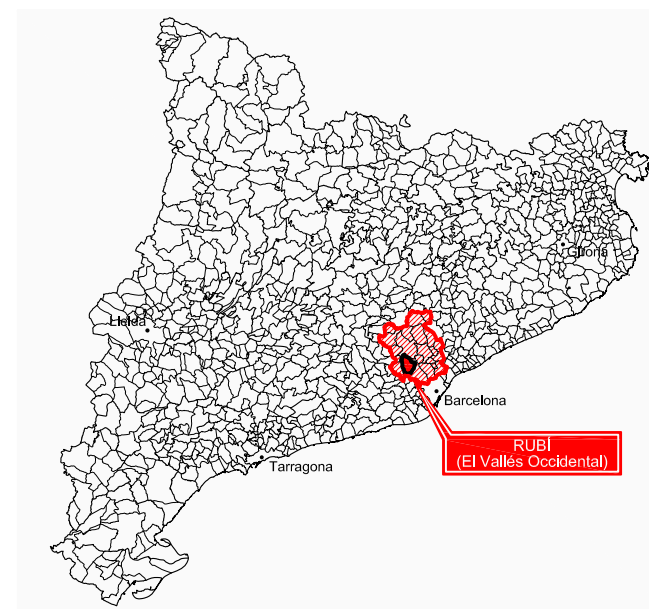 Girona
Lleida
Barcelona
RUBÍ
(El Vallés Occidental)
Tarragona